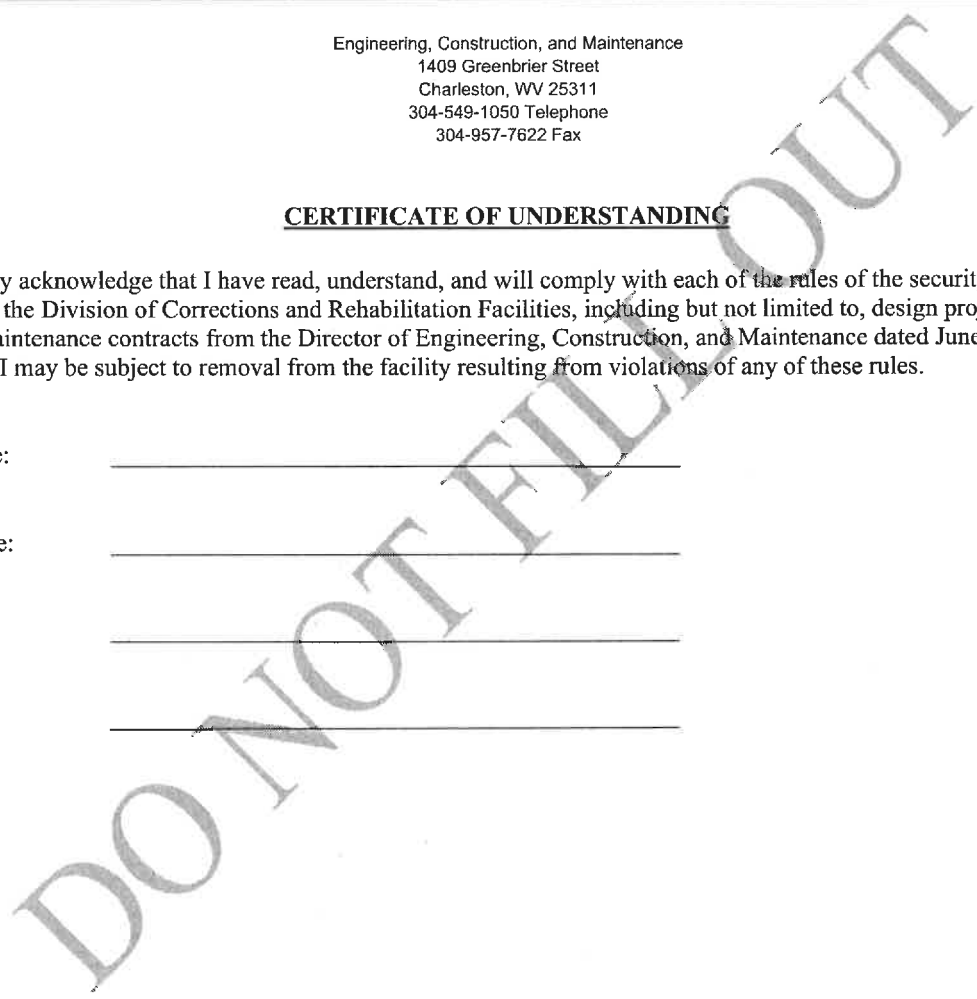 Engineering, Construction, and Maintenance
1409 Greenbrier Street
Charleston, WV 25311
304-549-1050 Telephone
304-957-7622 Fax
CERTIFICATE OF UNDERSTANDING
y acknowledge that I have read, understand, and will comply with each of the rules of the securit
the Division of Corrections and Rehabilitation Facilities, including but not limited to, design pro
intenance contracts from the Director of Engineering, Construction, and Maintenance dated June
I may be subject to removal from the facility resulting from violations of any of these rules.
e:
e:
DO NOT FILL OUT